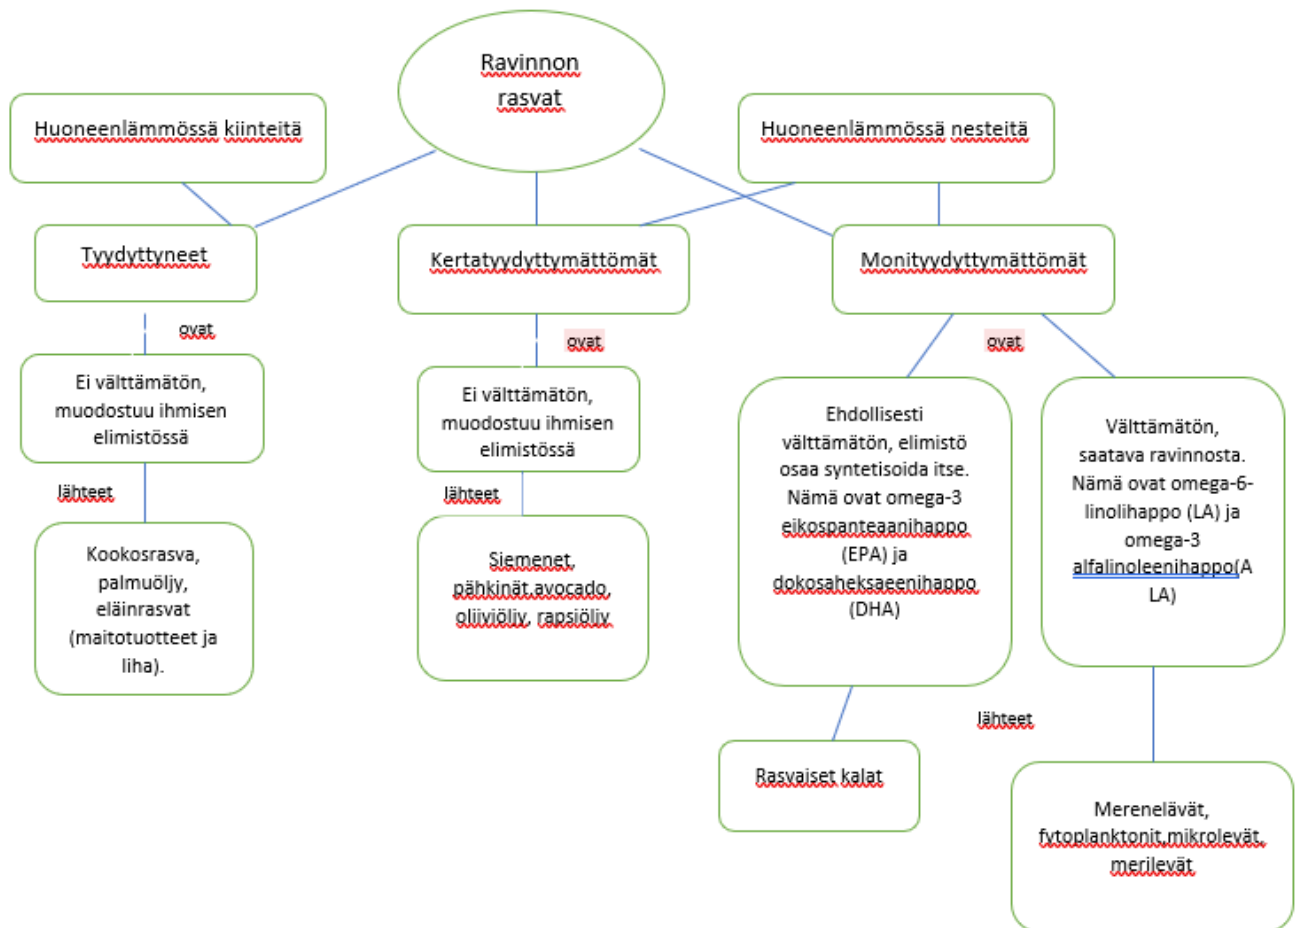 Ravinnon
rasvat
Huoneenlämmössä kiinteitä
Huoneenlämmössä nesteitä
Tyydyttyneet
Kertatyydyttymättömät
Monityydyttymättömät
ovat
ovat
ovat
Ei välttämätön,
muodostuu ihmisen
elimistössä
Ei välttämätön,
muodostuu ihmisen
elimistössä
Ehdollisesti
välttämätön, elimistö
osaa syntetisoida itse.
Nämä ovat omega-3
eikospanteaanihappo
(EPA) ja
dokosaheksaeenihappo
(DHA)
Välttämätön,
saatava ravinnosta.
Nämä ovat omega-6-
linolihappo (LA) ja
omega-3
alfalinoleenihappo(A
LA)
lähteet
lähteet
lähteet
Kookosrasva,
palmuöljy,
eläinrasvat
(maitotuotteet ja
liha).
Siemenet,
pähkinät,avocado,
oliiviöljy, rapsiöljy
Rasvaiset kalat
Merenelävät,
fytoplanktonit,mikrolevät,
merilevät